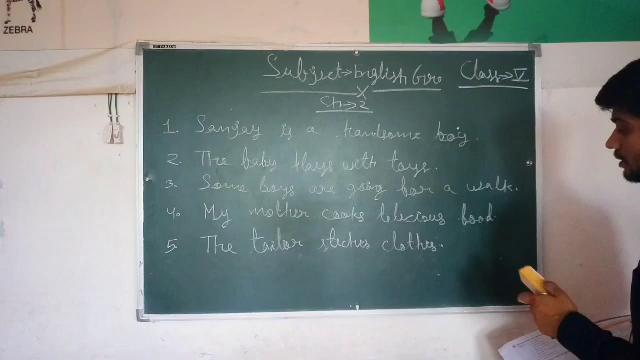 ZEBRA
Subject→English Gro Class→V
Ch→2
1. Sanjay is a handsome boy.
2. The baby Plays with toys.
3. Some boys are going for a walk.
4. My mother cooks delicious food.
5. The tailor stiches clothes.